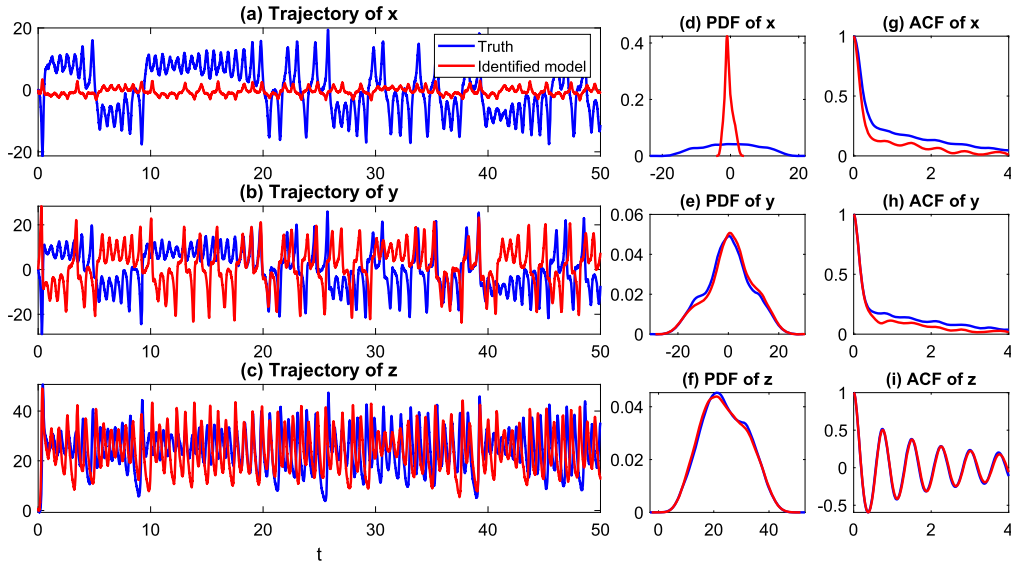 (a) Trajectory of x
20
0
-20
0 10 20 30 40 50
Truth
Identified model
(d) PDF of x
0.4
0.2
0
-20 0 20
(g) ACF of x
1
0.5
0
0 2 4
(b) Trajectory of y
20
0
-20
0 10 20 30 40 50
(e) PDF of y
0.06
0.04
0.02
0
-20 0 20
(h) ACF of y
1
0.5
0
0 2 4
(c) Trajectory of z
40
20
0
0 10 20 30 40 50
t
(f) PDF of z
0.04
0.02
0
0 20 40
(i) ACF of z
1
0.5
0
-0.5
0 2 4